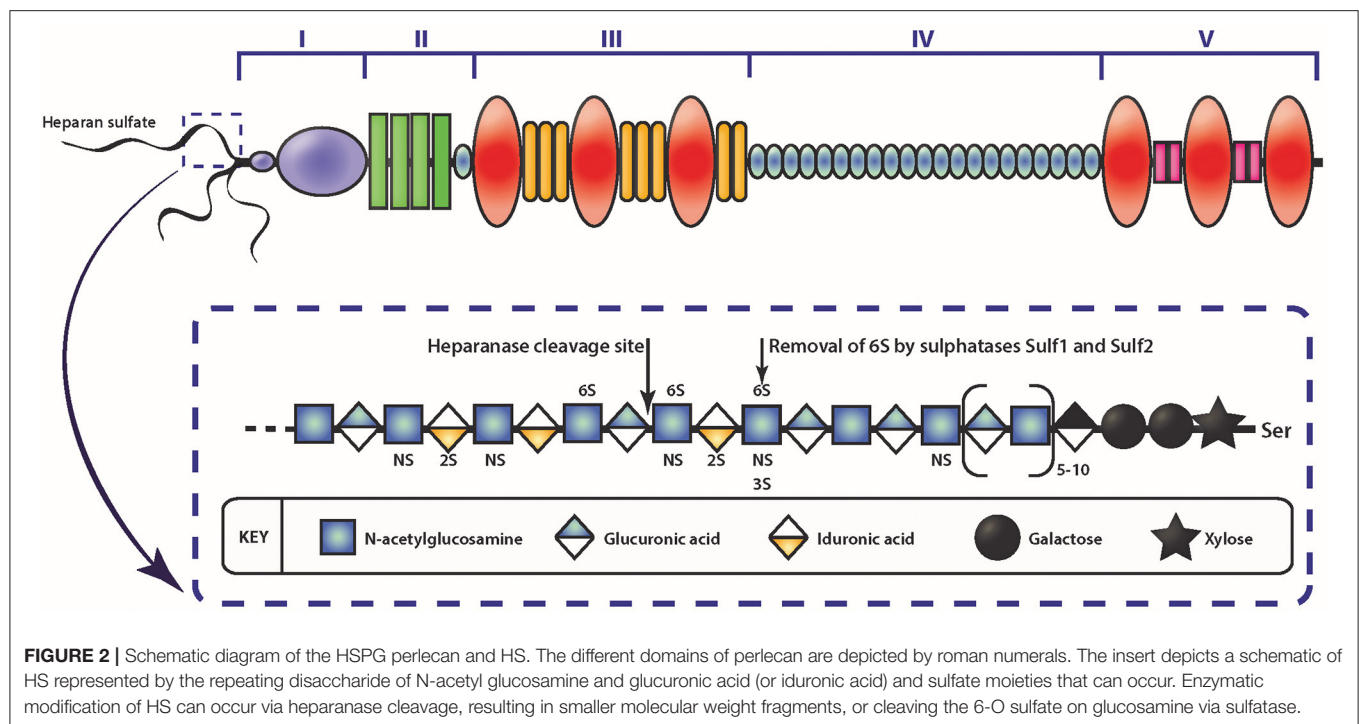 I II III IV V
Heparan sulfate
Heparanase cleavage site Removal of 6S by sulphatases Sulf1 and Sulf2
6S 6S 6S
Ser
NS 2S NS NS 2S NS NS 5-10
3S
KEY N-acetylglucosamine Glucuronic acid Iduronic acid Galactose Xylose
FIGURE 2 | Schematic diagram of the HSPG perlecan and HS. The different domains of perlecan are depicted by roman numerals. The insert depicts a schematic of
HS represented by the repeating disaccharide of N-acetyl glucosamine and glucuronic acid (or iduronic acid) and sulfate moieties that can occur. Enzymatic
modification of HS can occur via heparanase cleavage, resulting in smaller molecular weight fragments, or cleaving the 6-O sulfate on glucosamine via sulfatase.